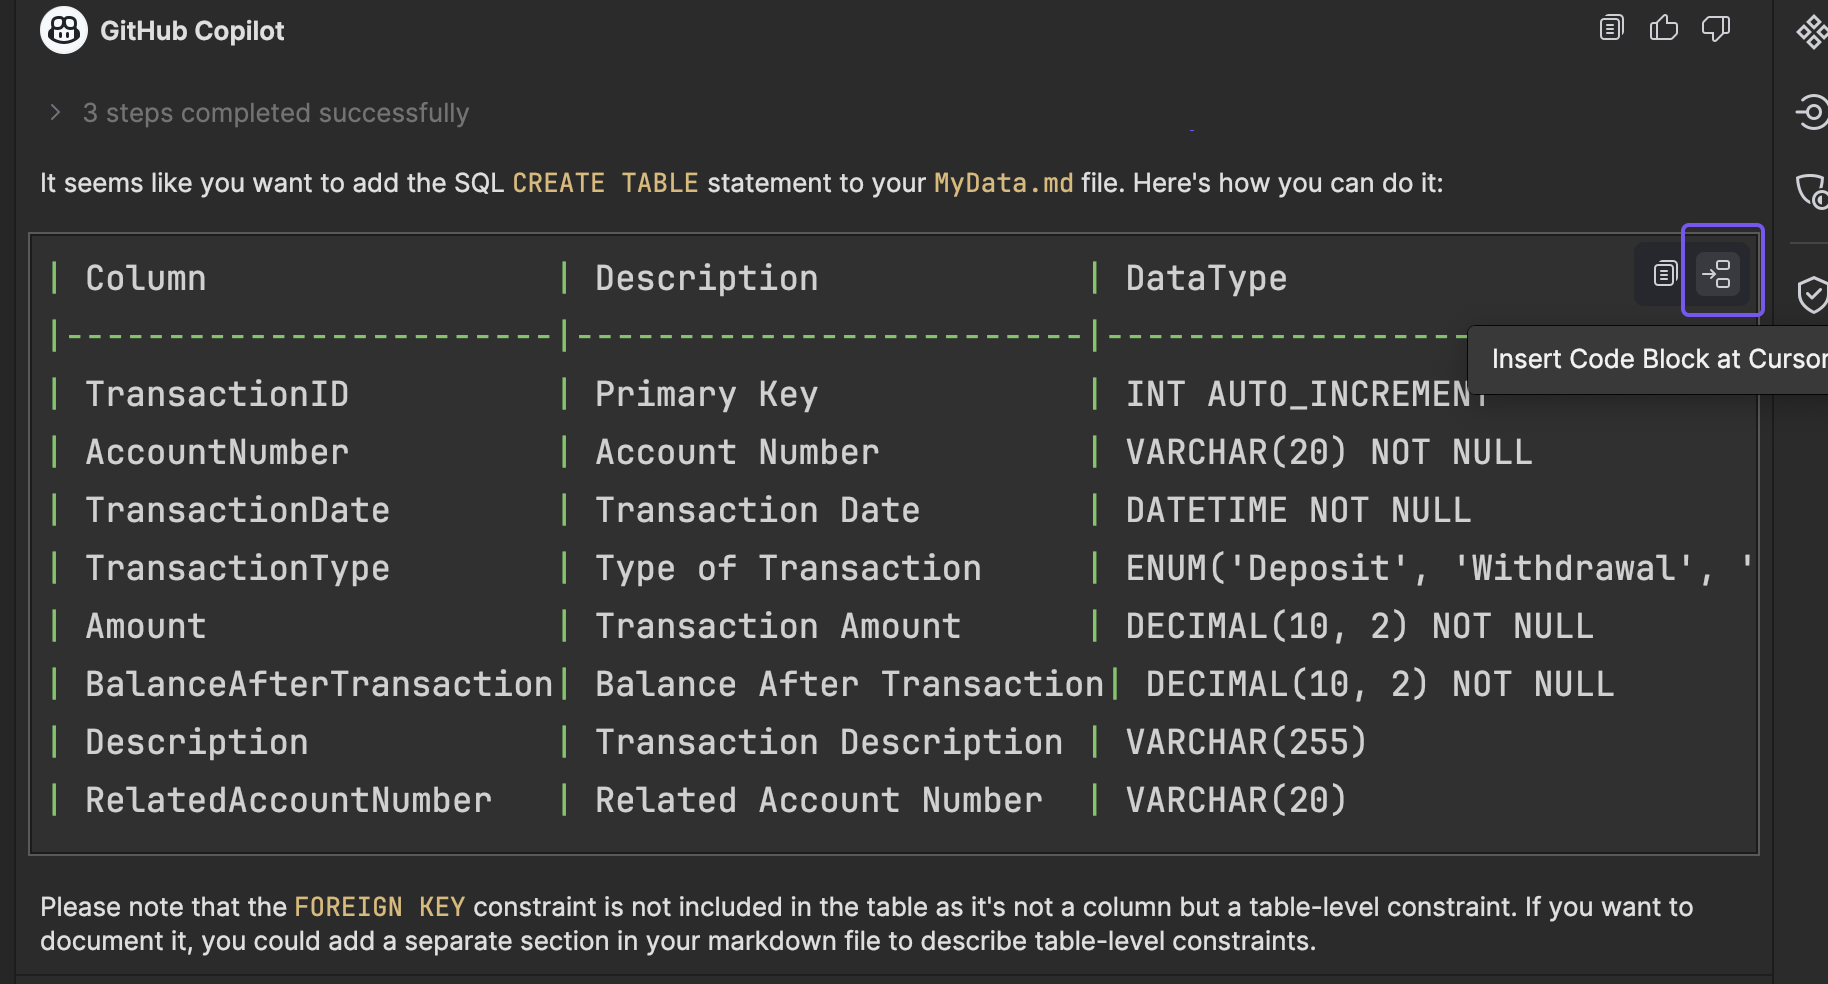 GitHub Copilot
3 steps completed successfully
It seems like you want to add the SQL CREATE TABLE statement to your MyData.md file. Here's how you can do it:
| Column | Description | DataType
|-----------------------|------------------------|-----------------
Insert Code Block at Cursor
| TransactionID | Primary Key | INT AUTO_INCREMENT
| AccountNumber | Account Number | VARCHAR(20) NOT NULL
| TransactionDate | Transaction Date | DATETIME NOT NULL
| TransactionType | Type of Transaction | ENUM('Deposit', 'Withdrawal', '
| Amount | Transaction Amount | DECIMAL(10, 2) NOT NULL
| BalanceAfterTransaction| Balance After Transaction| DECIMAL(10, 2) NOT NULL
| Description | Transaction Description | VARCHAR(255)
| RelatedAccountNumber | Related Account Number | VARCHAR(20)
Please note that the FOREIGN KEY constraint is not included in the table as it's not a column but a table-level constraint. If you want to
document it, you could add a separate section in your markdown file to describe table-level constraints.